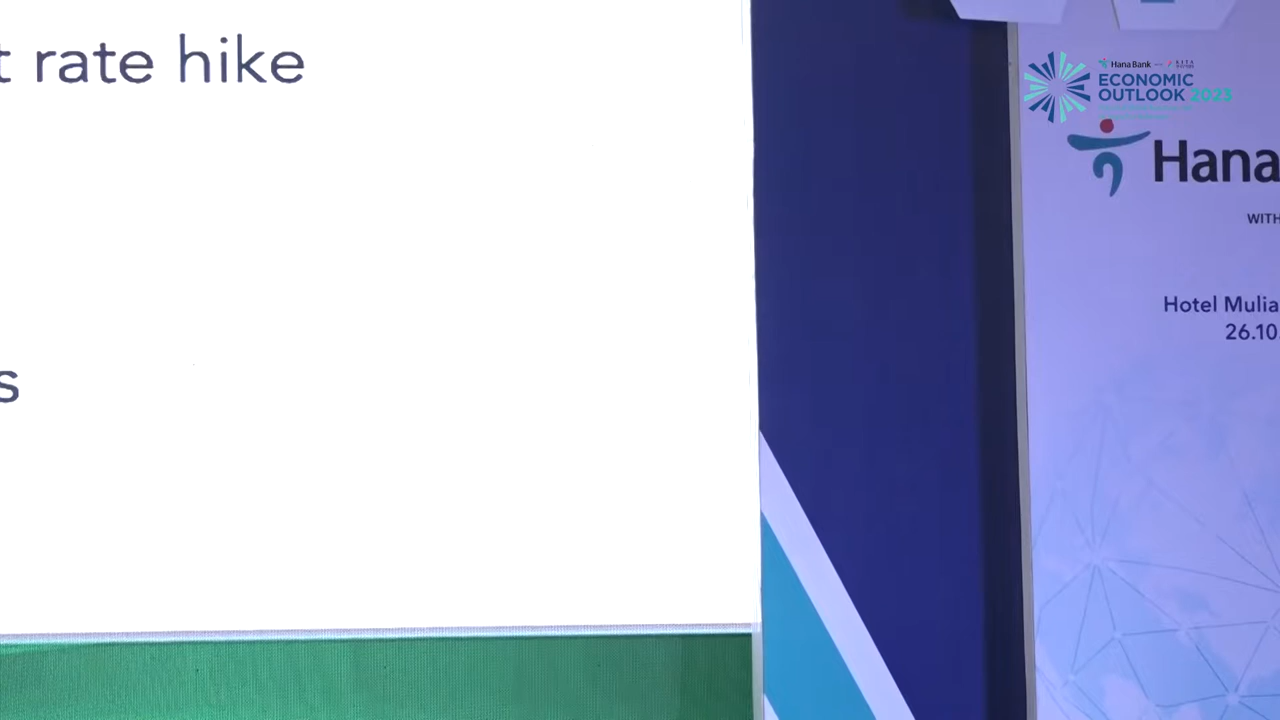 t rate hike
s
Hana Bank
ECONOMIC
OUTLOOK 2023
Hana
WITH
Hotel Mulia
26.10